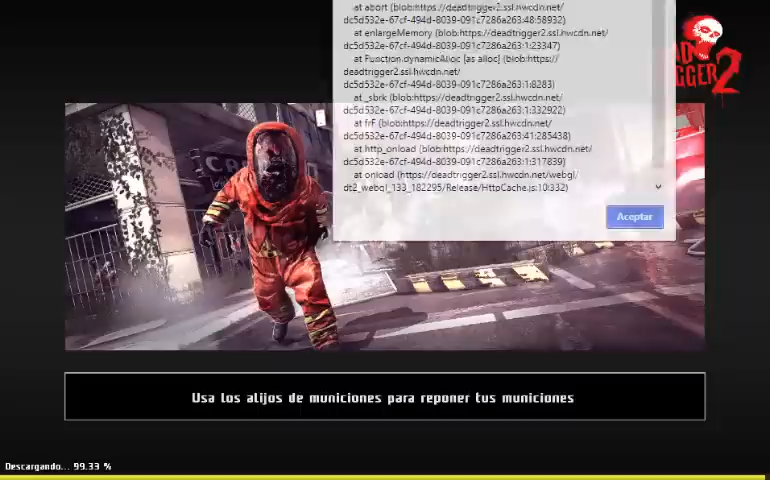 at abort (blob:https://deadtrigger2.ssl.hwcdn.net/
dc5d532e-67cf-494d-8039-091c7286a263:48:58932)
at enlargeMemory (blob:https://deadtrigger2.ssl.hwcdn.net/
dc5d532e-67cf-494d-8039-091c7286a263:1:23347)
at Function.dynamicAlloc [as alloc] (blob:https://
deadtrigger2.ssl.hwcdn.net/
dc5d532e-67cf-494d-8039-091c7286a263:1:8283)
at _sbrk (blob:https://deadtrigger2.ssl.hwcdn.net/
dc5d532e-67cf-494d-8039-091c7286a263:1:332922)
at frF (blob:https://deadtrigger2.ssl.hwcdn.net/
dc5d532e-67cf-494d-8039-091c7286a263:41:285438)
at http_onload (blob:https://deadtrigger2.ssl.hwcdn.net/
dc5d532e-67cf-494d-8039-091c7286a263:1:317839)
at onload (https://deadtrigger2.ssl.hwcdn.net/webgl/
dt2_webgl_133_182295/Release/HttpCache.js:10:332)
Aceptar
Usa los alijos de municiones para reponer tus municiones
Descargando... 99.33 %